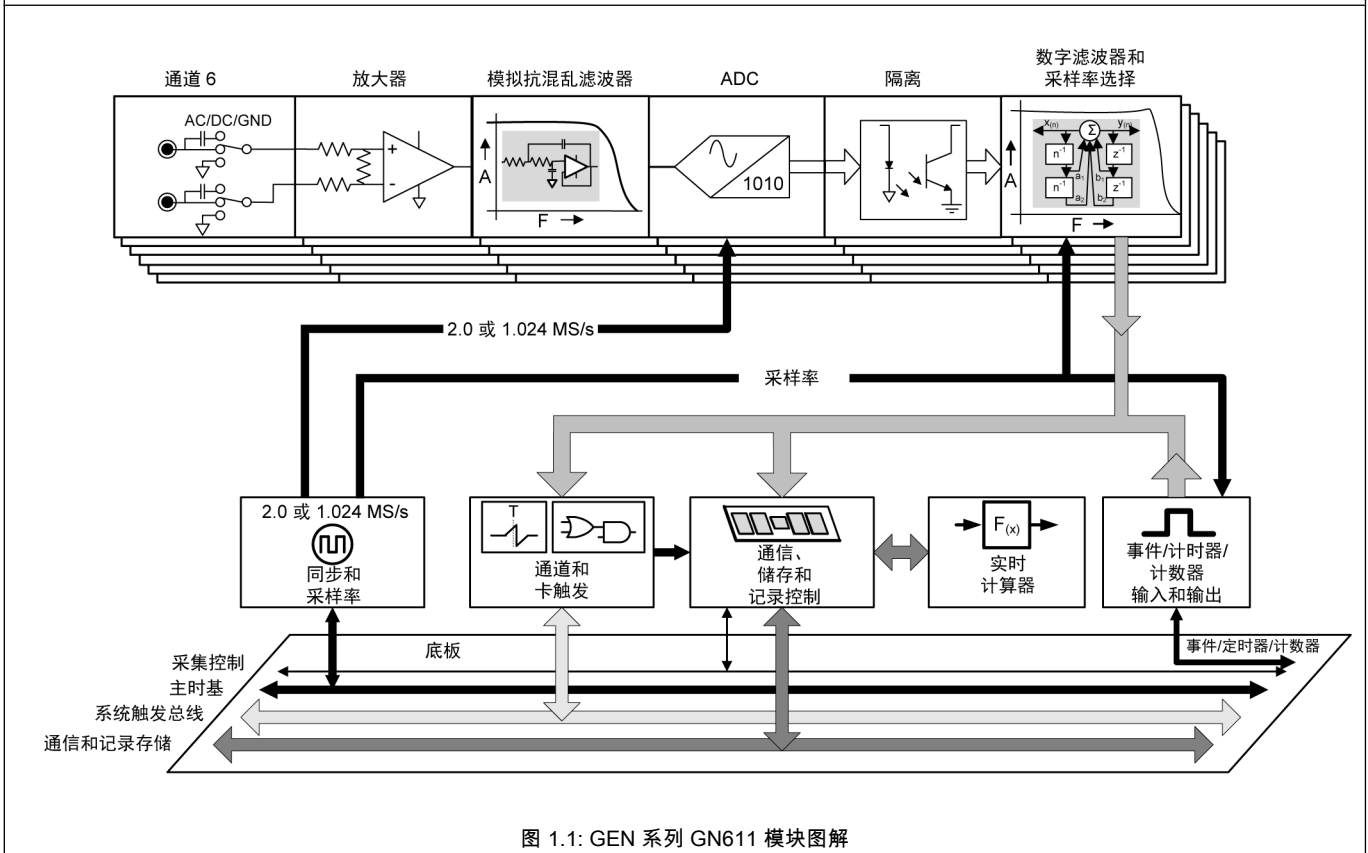 通道 6
放大器
模拟抗混乱滤波器
ADC
隔离
数字滤波器和
采样率选择
AC/DC/GND
+
-
A
F
1010
A
F
x(n)
Σ
y(n)
n-1
z-1
a1
b1
n-1
z-1
a2
b2
2.0 或 1.024 MS/s
采样率
2.0 或 1.024 MS/s
同步和
采样率
T
通道和
卡触发
通信、
储存和
记录控制
F(x)
实时
计算器
事件/计时器/
计数器
输入和输出
底板
事件/定时器/计数器
采集控制
主时基
系统触发总线
通信和记录存储
图 1.1: GEN 系列 GN611 模块图解